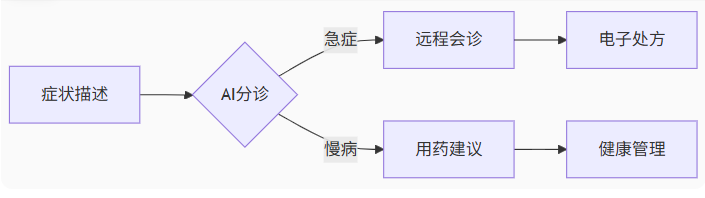 症状描述
AI分诊
急症
远程会诊
电子处方
慢病
用药建议
健康管理